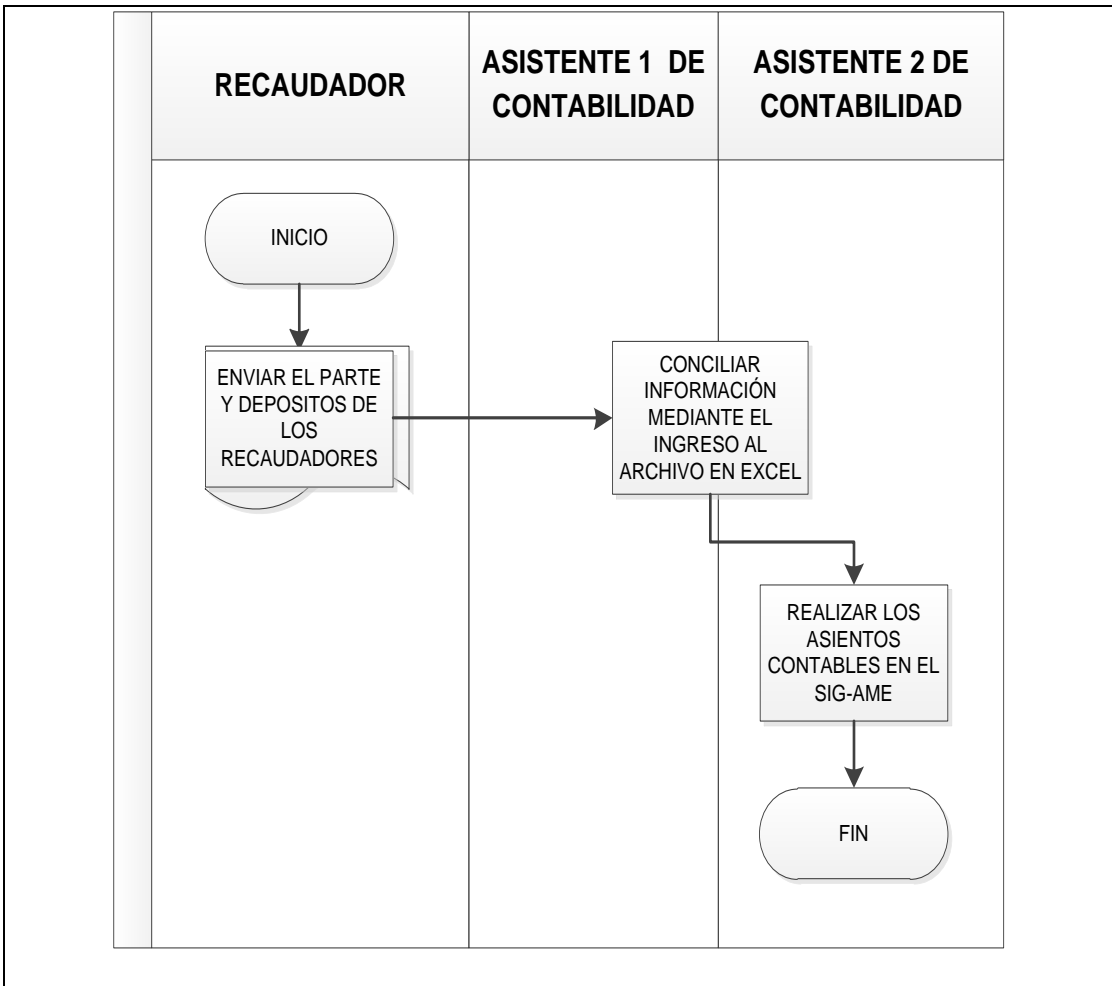 RECAUDADOR
ASISTENTE 1 DE
CONTABILIDAD
ASISTENTE 2 DE
CONTABILIDAD
INICIO
ENVIAR EL PARTE
Y DEPOSITOS DE
LOS
RECAUDADORES
CONCILIAR
INFORMACIÓN
MEDIANTE EL
INGRESO AL
ARCHIVO EN EXCEL
REALIZAR LOS
ASIENTOS
CONTABLES EN EL
SIG-AME
FIN